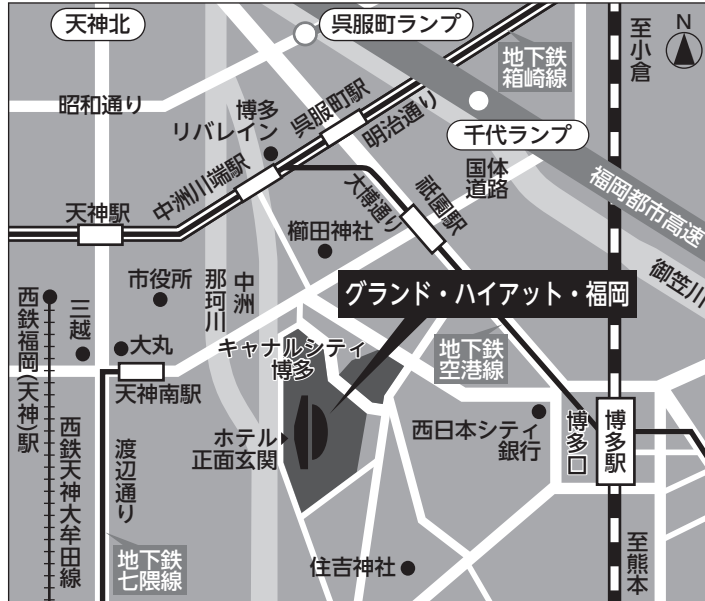 天神北
呉服町ランプ
地下鉄
箱崎線
至小倉
N
昭和通り
博多
リバレイン
呉服町駅
明治通り
千代ランプ
国体
道路
福岡都市高速
中洲川端駅
大博通り
祇園駅
天神駅
櫛田神社
御笠川
市役所
那珂川
中洲
グランド・ハイアット・福岡
西鉄福岡(天神)駅
三越
大丸
キャナルシティ
博多
地下鉄
空港線
天神南駅
ホテル
正面玄関
西日本シティ
銀行
博多口
博多駅
西鉄天神大牟田線
渡辺通り
地下鉄
七隈線
住吉神社
至熊本